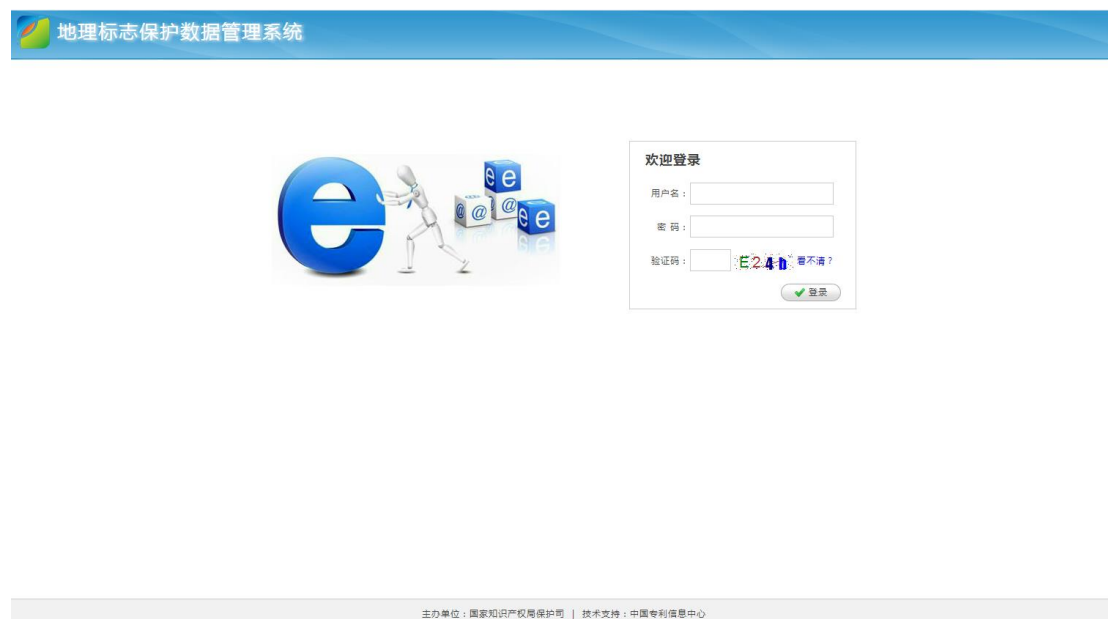 地理标志保护数据管理系统
欢迎登录
用户名：
密 码：
验证码： E24h 看不清？
登录
e e
@ @ @ e e
主办单位：国家知识产权局保护司 | 技术支持：中国专利信息中心